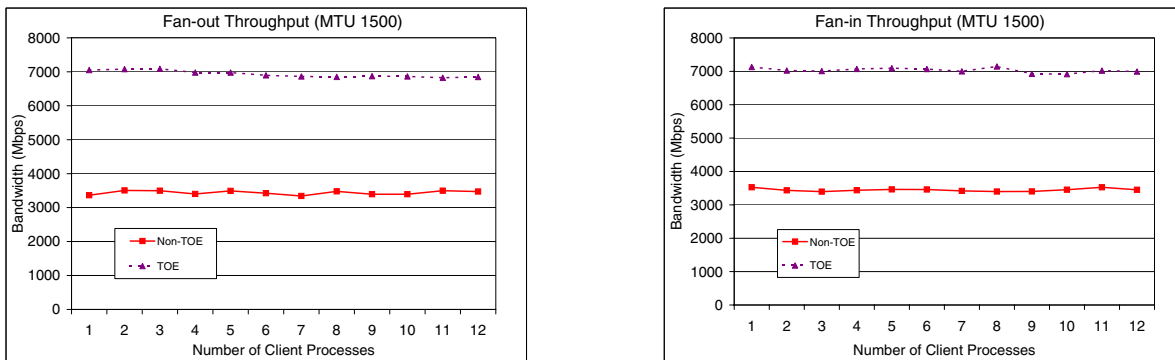 Fan-out Throughput (MTU 1500)
8000
7000
6000
5000
4000
3000
2000
1000
0
Bandwidth (Mbps)
Non-TOE
TOE
1 2 3 4 5 6 7 8 9 10 11 12
Number of Client Processes
Fan-in Throughput (MTU 1500)
8000
7000
6000
5000
4000
3000
2000
1000
0
Bandwidth (Mbps)
Non-TOE
TOE
1 2 3 4 5 6 7 8 9 10 11 12
Number of Client Processes